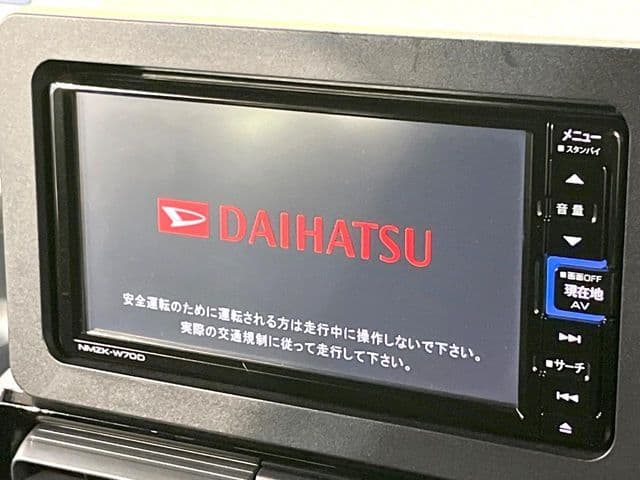 DAIHATSU
安全運転のために運転される方は走行中に操作しないで下さい。
実際の交通規制に従って走行して下さい。
NMZK-W70D
メニュー
スタンバイ
音量
画面OFF
現在地
AV
サーチ